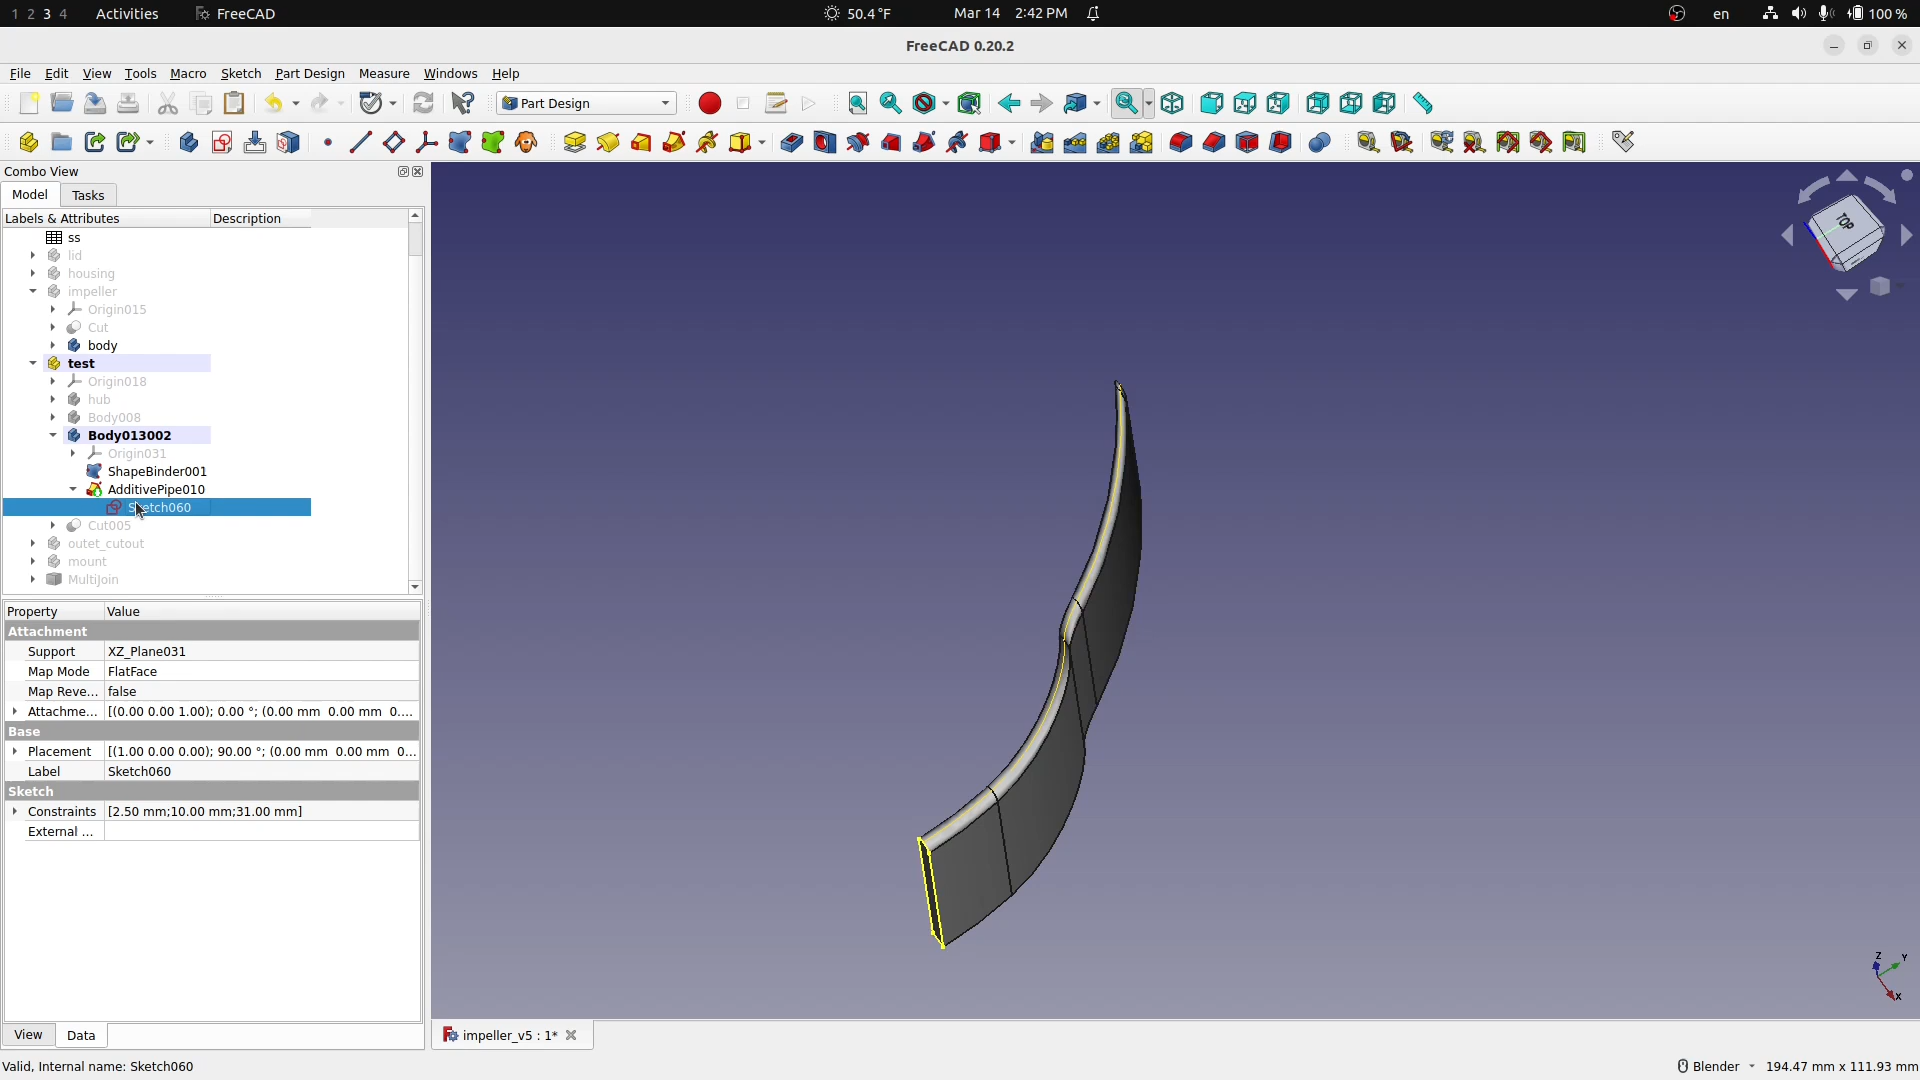 1 2 3 4 Activities FreeCAD 50.4°F Mar 14 2:42 PM en 100 %
FreeCAD 0.20.2
File Edit View Tools Macro Sketch Part Design Measure Windows Help
Part Design
Combo View
Model Tasks
Labels & Attributes Description
ss
lid
housing
impeller
Origin015
Cut
body
test
Origin018
hub
Body008
Body013002
Origin031
ShapeBinder001
AdditivePipe010
Sketch060
Cut005
outet_cutout
mount
MultiJoin
Property Value
Attachment
Support XZ_Plane031
Map Mode FlatFace
Map Reve... false
Attachme... [(0.00 0.00 1.00); 0.00 °; (0.00 mm 0.00 mm 0....
Base
Placement [(1.00 0.00 0.00); 90.00 °; (0.00 mm 0.00 mm 0...
Label Sketch060
Sketch
Constraints [2.50 mm;10.00 mm;31.00 mm]
External ...
View Data
TOP
Z Y
X
impeller_v5 : 1*
Valid, Internal name: Sketch060 Blender 194.47 mm x 111.93 mm